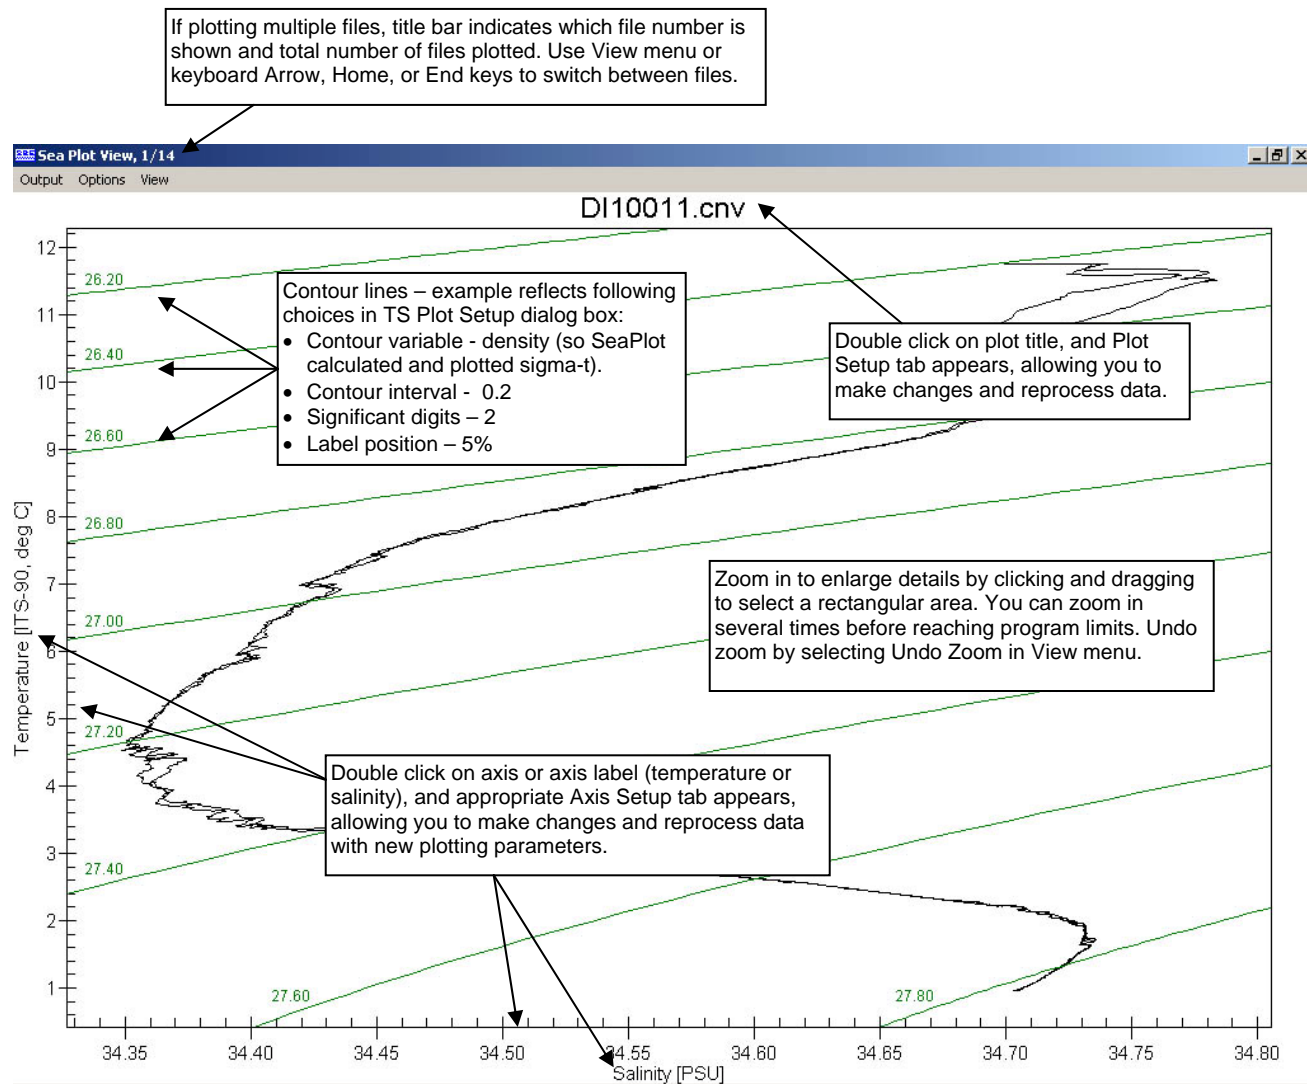 If plotting multiple files, title bar indicates which file number is
shown and total number of files plotted. Use View menu or
keyboard Arrow, Home, or End keys to switch between files.
Sea Plot View, 1/14
Output Options View
DI10011.cnv
12
11
10
9
8
7
6
5
4
3
2
1
Temperature [ITS-90, deg C]
26.20
26.40
26.60
26.80
27.00
27.20
27.40
27.60
27.80
Contour lines – example reflects following
choices in TS Plot Setup dialog box:
• Contour variable - density (so SeaPlot
calculated and plotted sigma-t).
• Contour interval - 0.2
• Significant digits – 2
• Label position – 5%
Double click on plot title, and Plot
Setup tab appears, allowing you to
make changes and reprocess data.
Zoom in to enlarge details by clicking and dragging
to select a rectangular area. You can zoom in
several times before reaching program limits. Undo
zoom by selecting Undo Zoom in View menu.
Double click on axis or axis label (temperature or
salinity), and appropriate Axis Setup tab appears,
allowing you to make changes and reprocess data
with new plotting parameters.
34.35 34.40 34.45 34.50 34.55 34.60 34.65 34.70 34.75 34.80
Salinity [PSU]